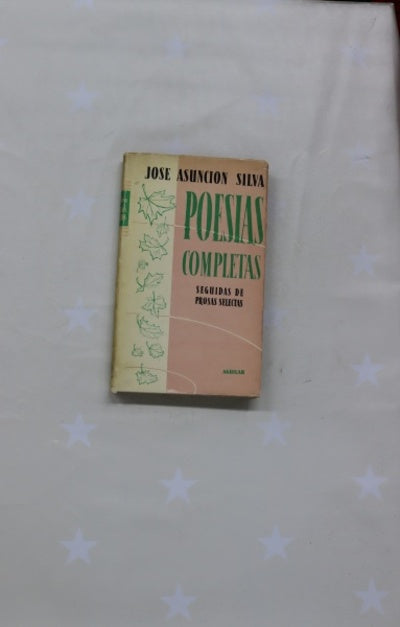 JOSE ASUNCION SILVA
POESIAS
COMPLETAS
SEGUIDAS DE
PROSAS SELECTAS
AGUILAR